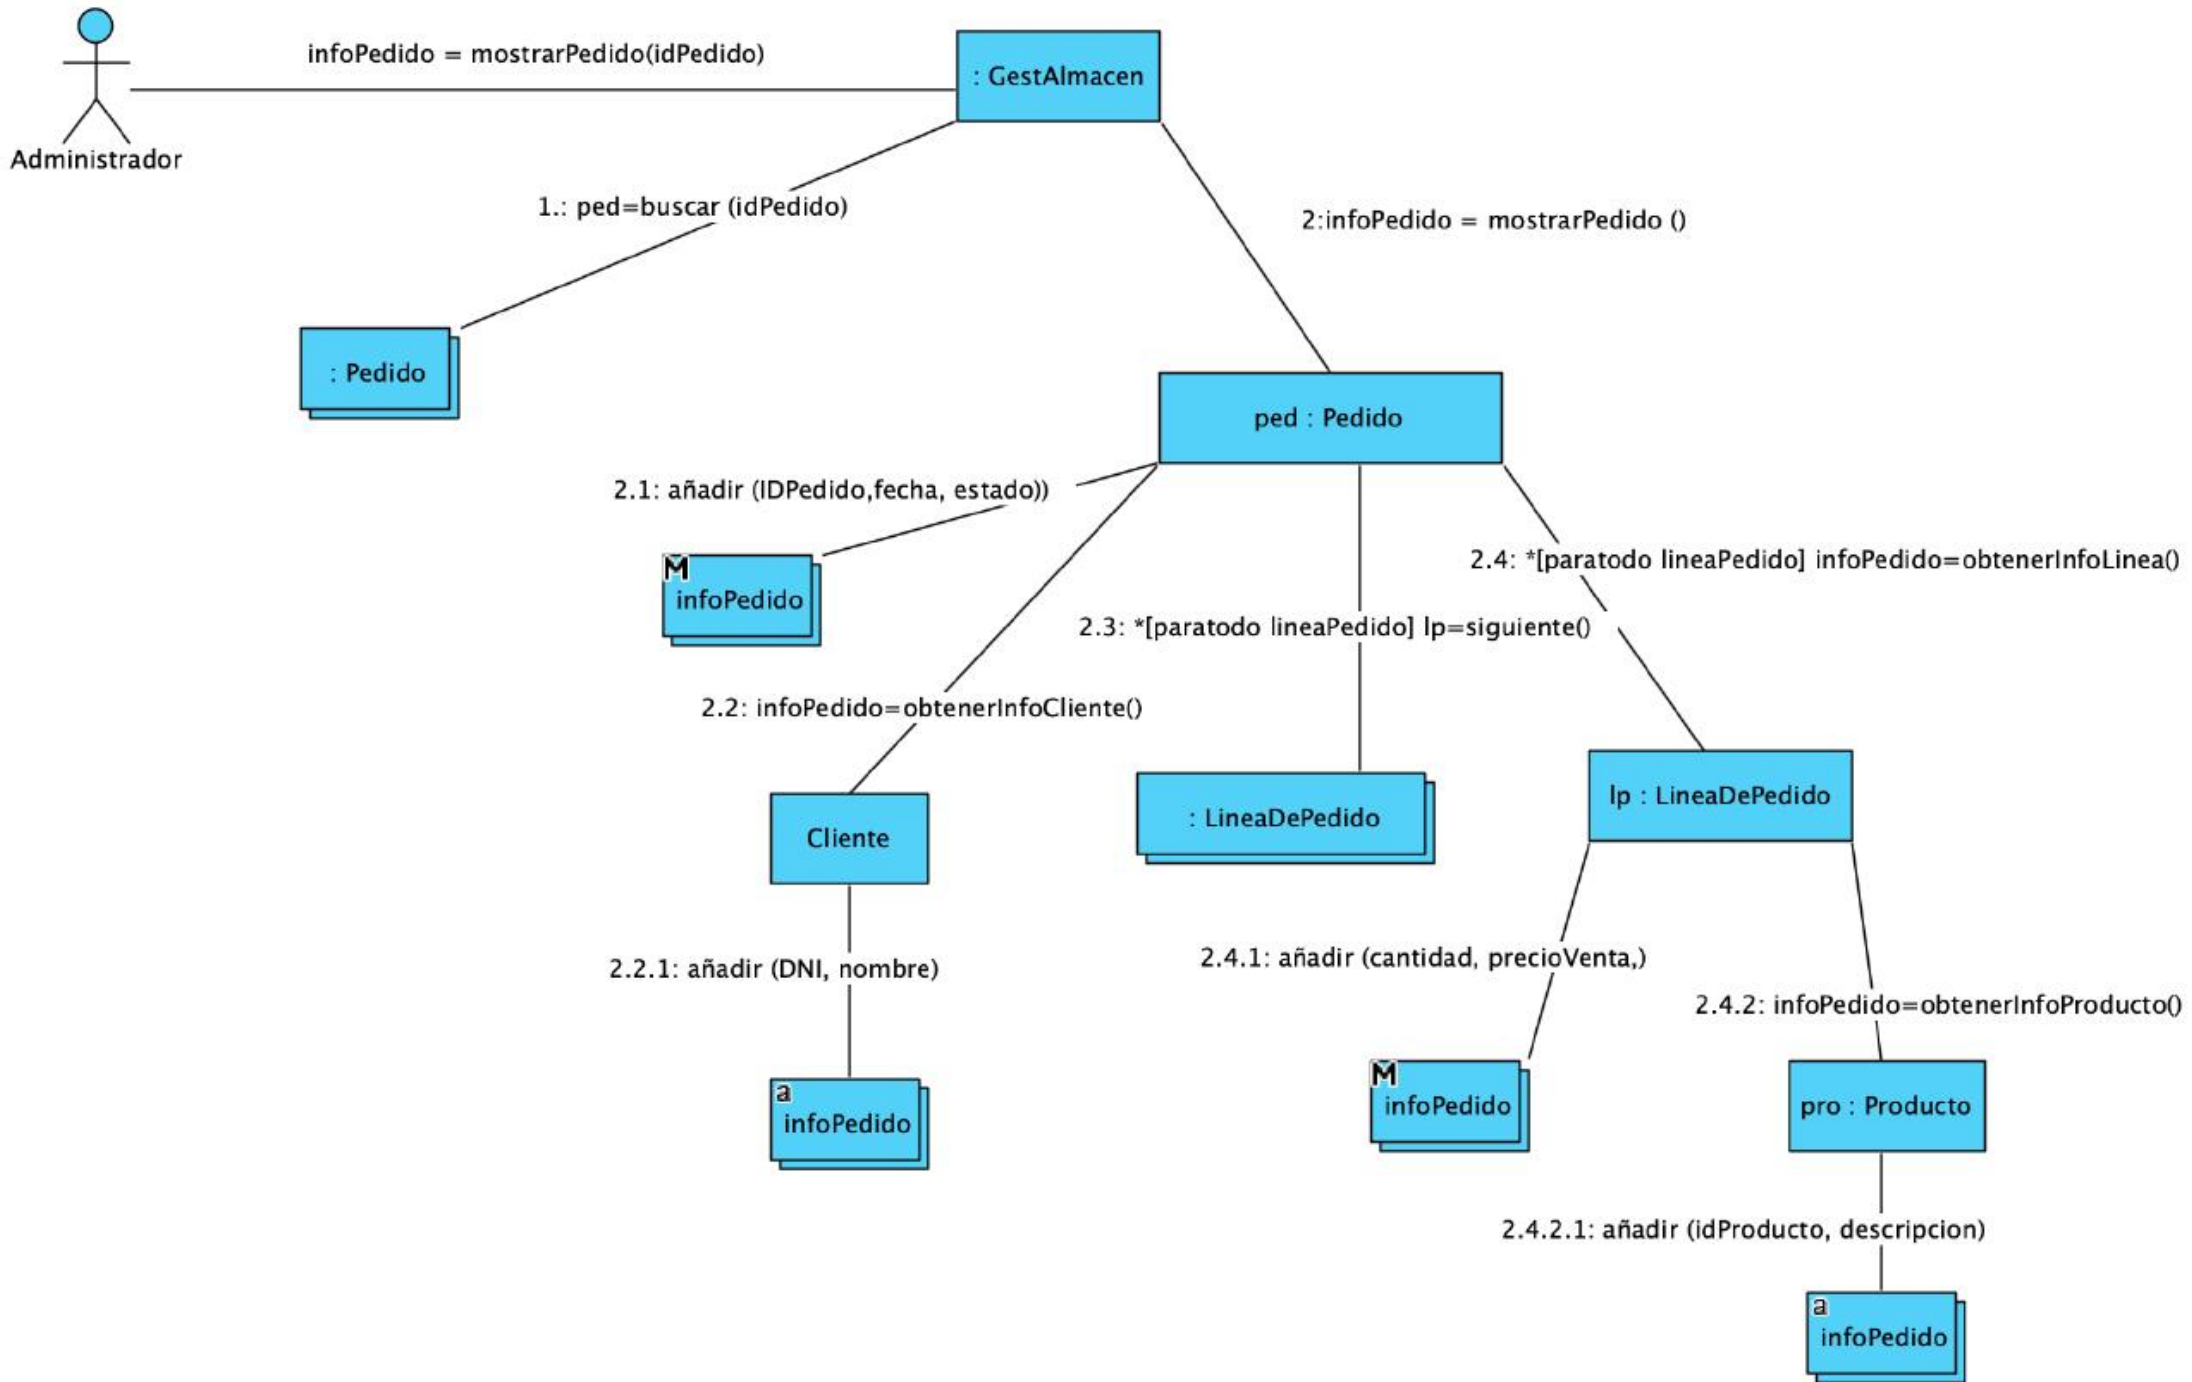 infoPedido = mostrarPedido(idPedido)
: GestAlmacen
Administrador
1.: ped=buscar (idPedido)
2:infoPedido = mostrarPedido ()
: Pedido
ped : Pedido
2.1: añadir (IDPedido,fecha, estado))
M
infoPedido
2.4: *[paratodo lineaPedido] infoPedido=obtenerInfoLinea()
2.3: *[paratodo lineaPedido] lp=siguiente()
2.2: infoPedido=obtenerInfoCliente()
Cliente
: LineaDePedido
lp : LineaDePedido
2.2.1: añadir (DNI, nombre)
2.4.1: añadir (cantidad, precioVenta,)
2.4.2: infoPedido=obtenerInfoProducto()
a
infoPedido
M
infoPedido
pro : Producto
2.4.2.1: añadir (idProducto, descripcion)
a
infoPedido